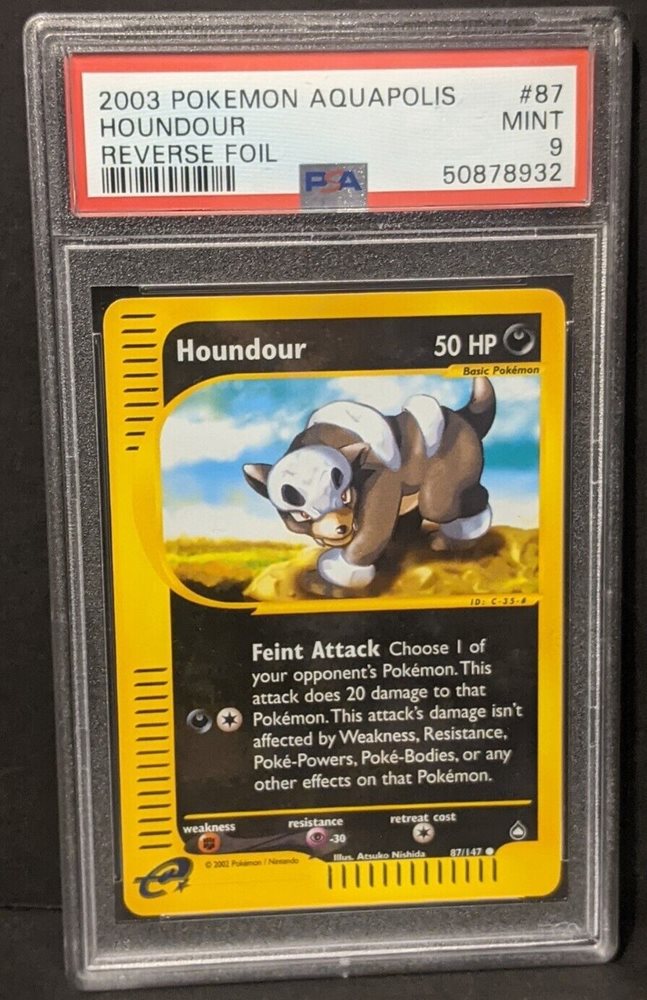 2003 POKEMON AQUAPOLIS #87
HOUNDOUR MINT
REVERSE FOIL 9
PSA 50878932
Houndour 50 HP
Basic Pokémon
ID: C-35-#
Feint Attack Choose 1 of
your opponent's Pokémon. This
attack does 20 damage to that
Pokémon. This attack's damage isn't
affected by Weakness, Resistance,
Poké-Powers, Poké-Bodies, or any
other effects on that Pokémon.
weakness resistance retreat cost
-30
Illus. Atsuko Nishida 87/147
© 2002 Pokémon / Nintendo
e